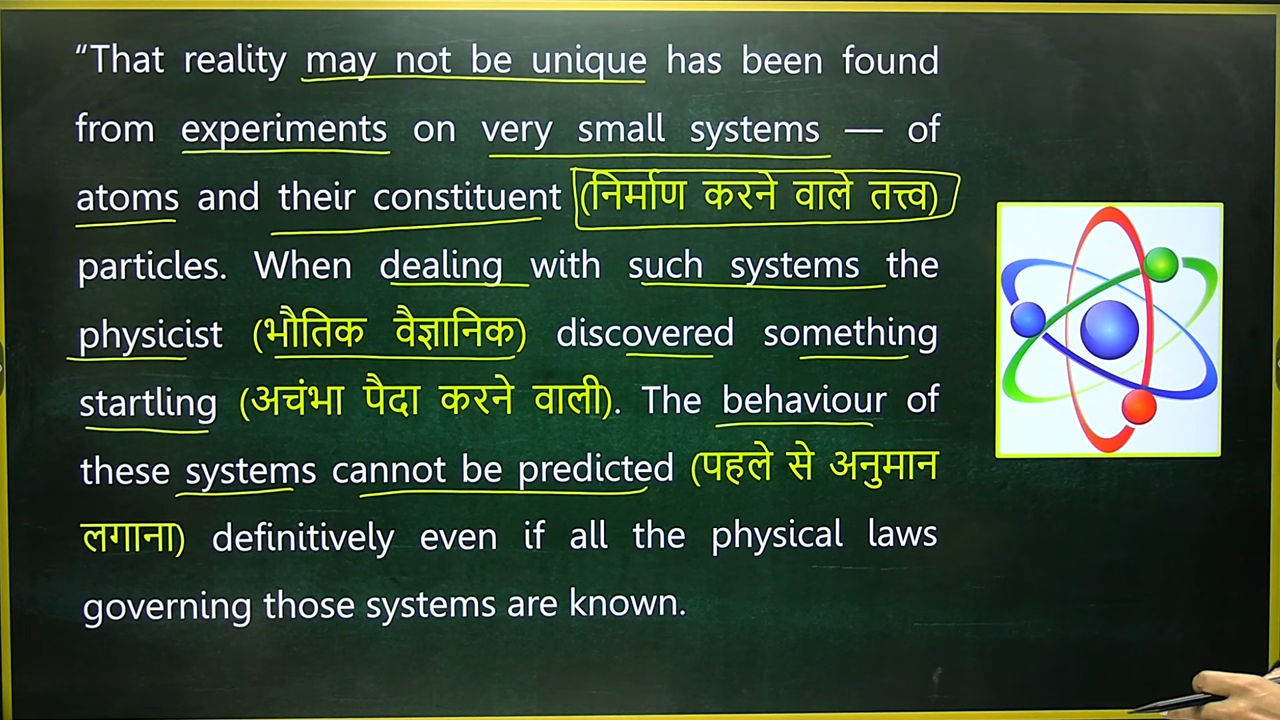 “That reality may not be unique has been found
from experiments on very small systems — of
atoms and their constituent (निर्माण करने वाले तत्त्व)
particles. When dealing with such systems the
physicist (भौतिक वैज्ञानिक) discovered something
startling (अचंभा पैदा करने वाली). The behaviour of
these systems cannot be predicted (पहले से अनुमान
लगाना) definitively even if all the physical laws
governing those systems are known.